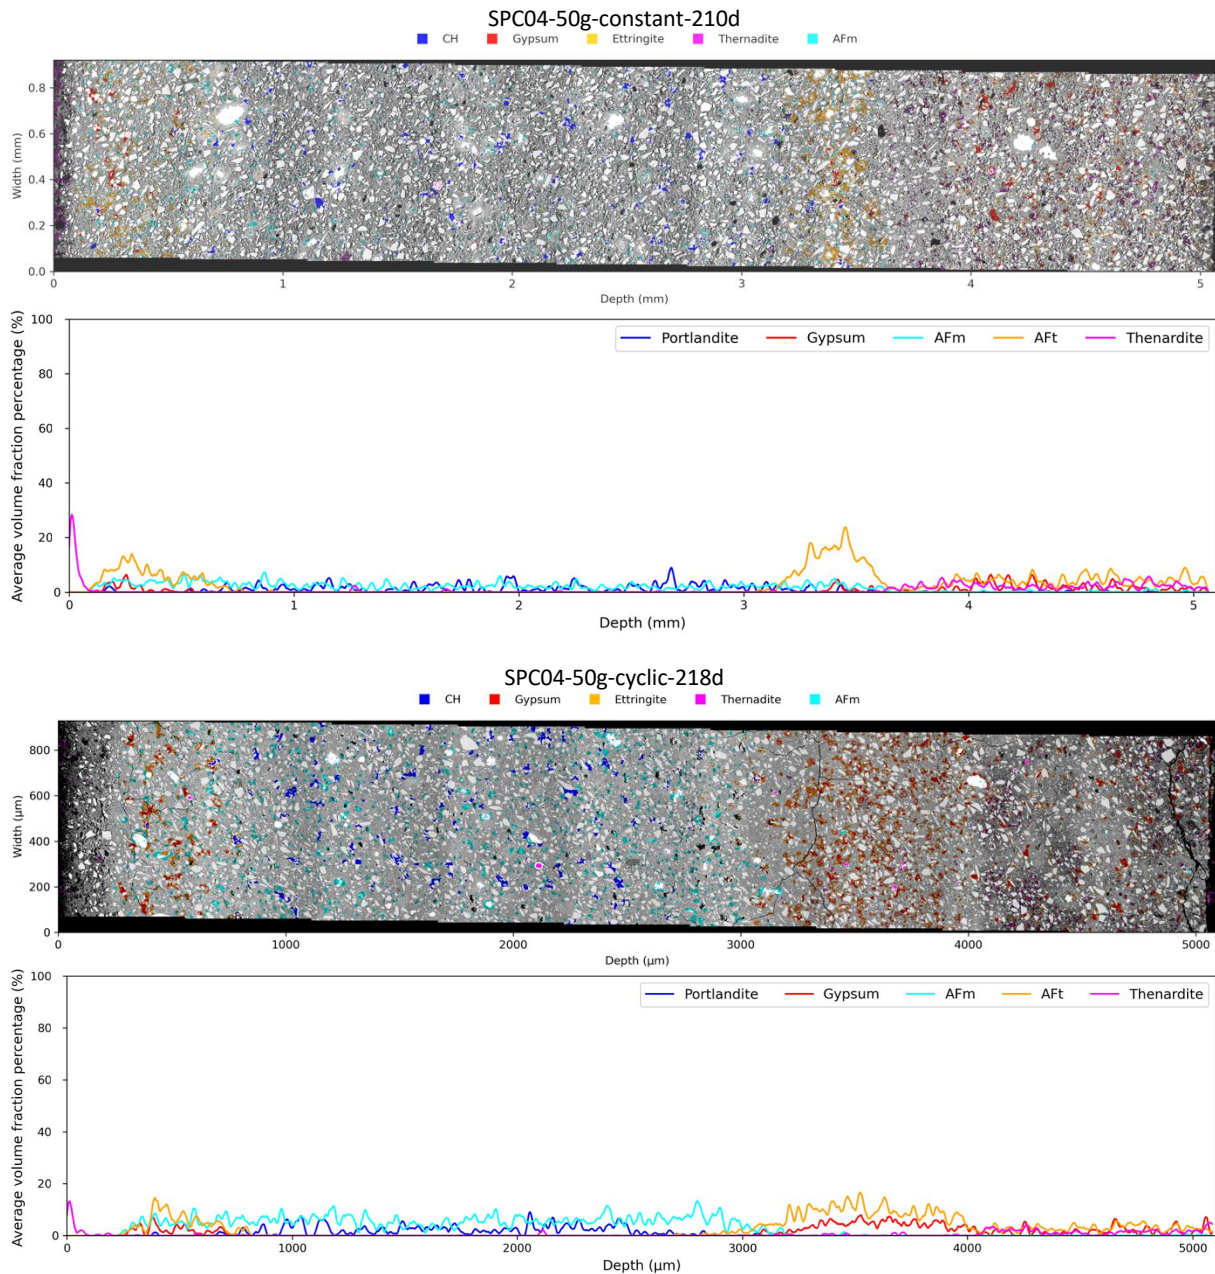 SPC04-50g-constant-210d
CH Gypsum Ettringite Thernadite AFm
Width (mm)
0.8
0.6
0.4
0.2
0.0
0 1 2 3 4 5
Depth (mm)
Average volume fraction percentage (%)
100
80
60
40
20
0
Portlandite Gypsum AFm AFt Thenardite
0 1 2 3 4 5
Depth (mm)
SPC04-50g-cyclic-218d
CH Gypsum Ettringite Thernadite AFm
Width (µm)
800
600
400
200
0
0 1000 2000 3000 4000 5000
Depth (µm)
Average volume fraction percentage (%)
100
80
60
40
20
0
Portlandite Gypsum AFm AFt Thenardite
0 1000 2000 3000 4000 5000
Depth (µm)